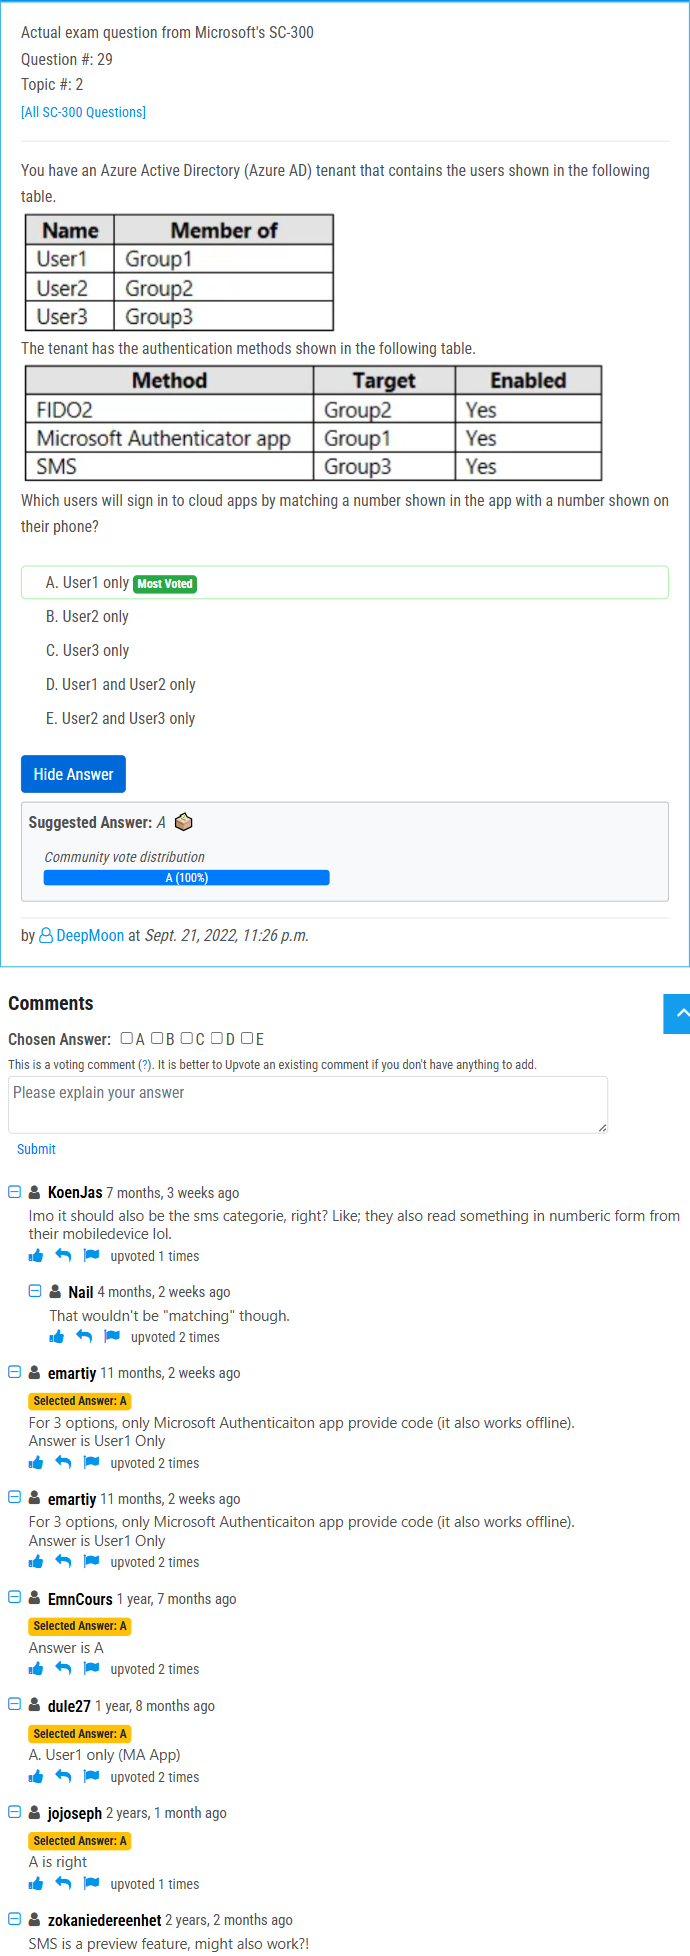 Actual exam question from Microsoft's SC-300
Question #: 29
Topic #: 2
[All SC-300 Questions]
You have an Azure Active Directory (Azure AD) tenant that contains the users shown in the following
table.
Name Member of
User1 Group1
User2 Group2
User3 Group3
The tenant has the authentication methods shown in the following table.
Method Target Enabled
FIDO2 Group2 Yes
Microsoft Authenticator app Group1 Yes
SMS Group3 Yes
Which users will sign in to cloud apps by matching a number shown in the app with a number shown on
their phone?
A. User1 only Most Voted
B. User2 only
C. User3 only
D. User1 and User2 only
E. User2 and User3 only
Hide Answer
Suggested Answer: A
Community vote distribution
A (100%)
by DeepMoon at Sept. 21, 2022, 11:26 p.m.
Comments
Chosen Answer: A B C D E
This is a voting comment (?). It is better to Upvote an existing comment if you don't have anything to add.
Please explain your answer
Submit
KoenJas 7 months, 3 weeks ago
Imo it should also be the sms categorie, right? Like; they also read something in numberic form from
their mobiledevice lol.
upvoted 1 times
Nail 4 months, 2 weeks ago
That wouldn't be "matching" though.
upvoted 2 times
emartiy 11 months, 2 weeks ago
Selected Answer: A
For 3 options, only Microsoft Authenticaiton app provide code (it also works offline).
Answer is User1 Only
upvoted 2 times
emartiy 11 months, 2 weeks ago
For 3 options, only Microsoft Authenticaiton app provide code (it also works offline).
Answer is User1 Only
upvoted 2 times
EmnCours 1 year, 7 months ago
Selected Answer: A
Answer is A
upvoted 2 times
dule27 1 year, 8 months ago
Selected Answer: A
A. User1 only (MA App)
upvoted 2 times
jojoseph 2 years, 1 month ago
Selected Answer: A
A is right
upvoted 1 times
zokaniedereenhet 2 years, 2 months ago
SMS is a preview feature, might also work?!